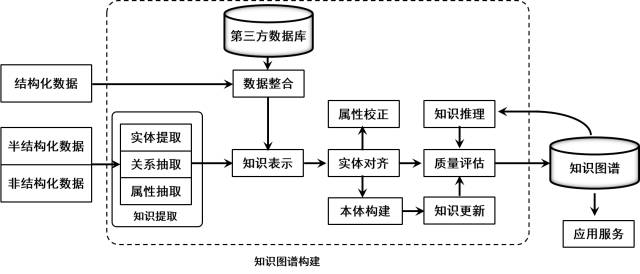 第三方数据库
结构化数据
数据整合
属性校正
知识推理
半结构化数据
非结构化数据
实体提取
关系抽取
属性抽取
知识提取
知识表示
实体对齐
质量评估
知识图谱
本体构建
知识更新
应用服务
知识图谱构建